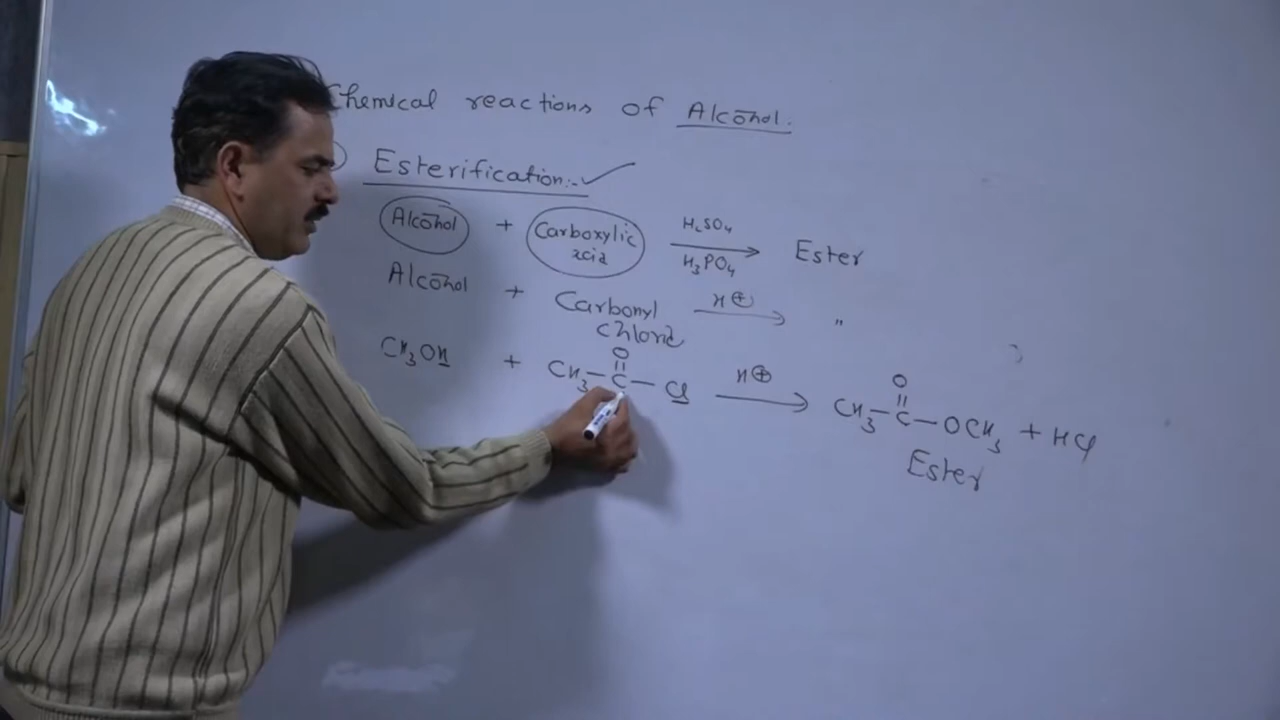 Chemical reactions of Alcohol.
Esterification:- ✓
Alcohol + Carboxylic acid H₂SO₄ H₃PO₄ → Ester
Alcohol + Carbonyl Chlorid H⊕ → "
O O
|| ||
CH₃OH + CH₃—C—Cl H⊕ → CH₃—C—OCH₃ + HCl
Ester